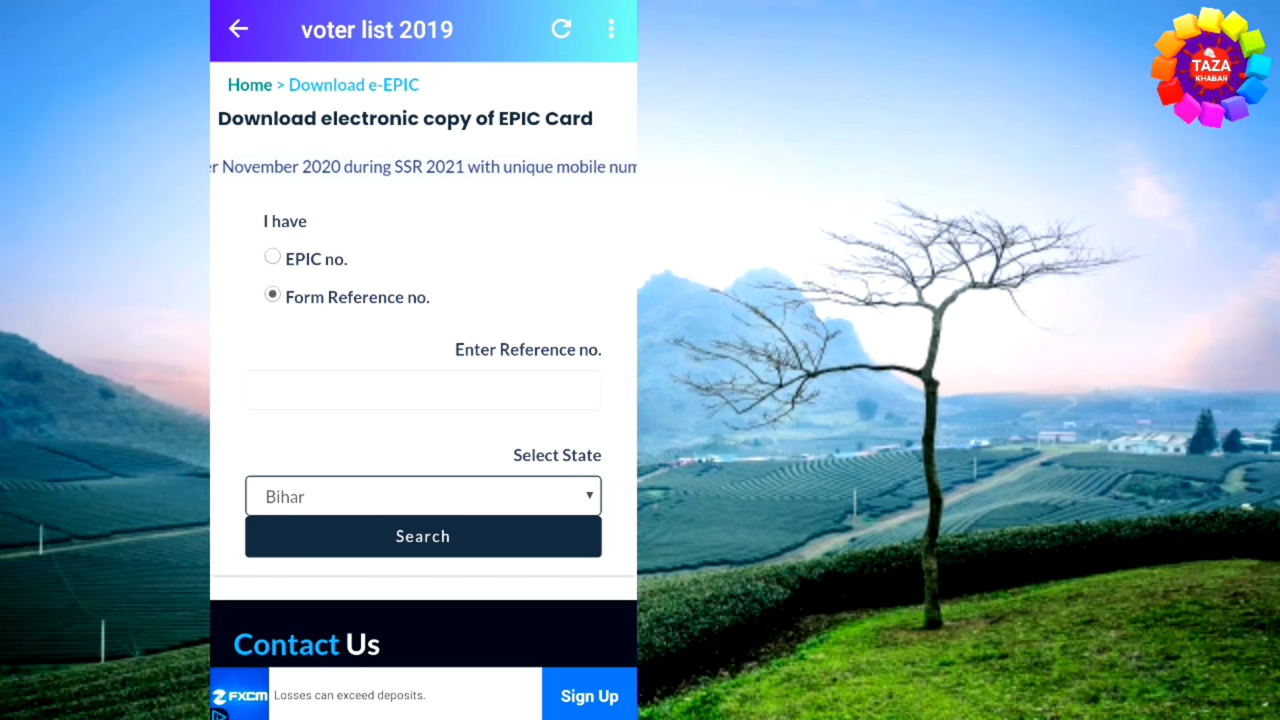 voter list 2019
TAZA
KHABAR
Home > Download e-EPIC
Download electronic copy of EPIC Card
r November 2020 during SSR 2021 with unique mobile num
I have
EPIC no.
Form Reference no.
Enter Reference no.
Select State
Bihar
Search
Contact Us
FXCM Losses can exceed deposits. Sign Up